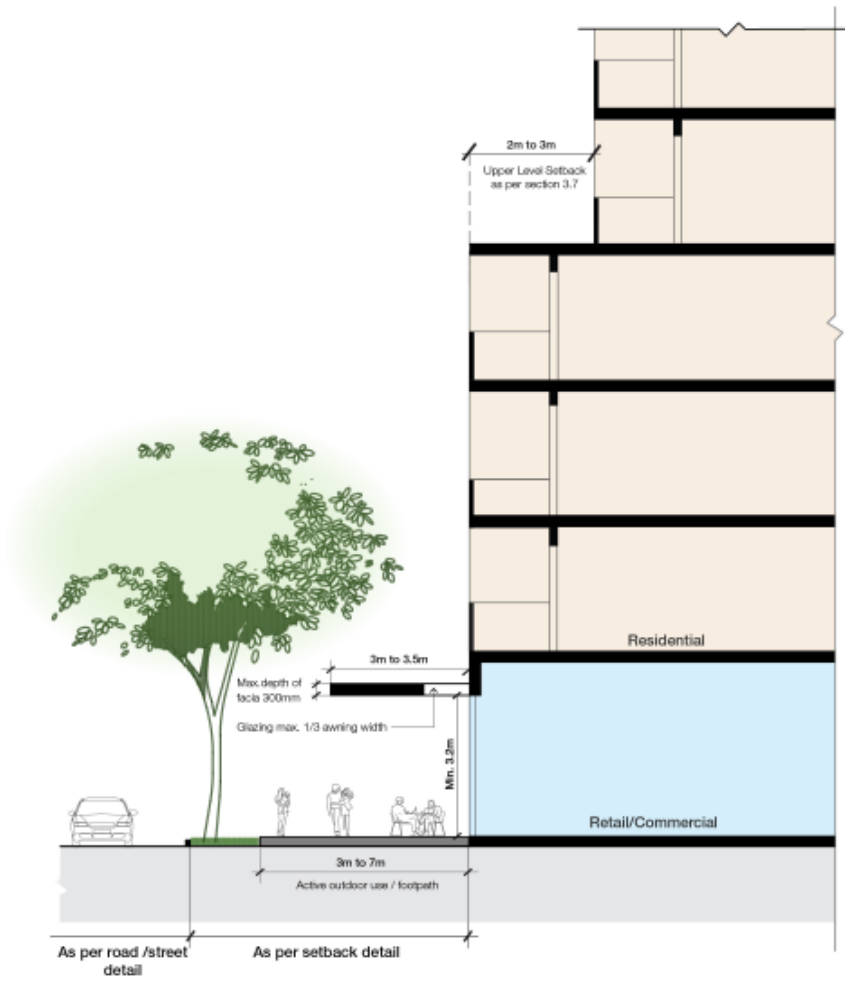 2m to 3m
Upper Level Setback
as per section 3.7
Residential
3m to 3.5m
Max.depth of
facia 300mm
Glazing max. 1/3 awning width
Min. 3.2m
Retail/Commercial
3m to 7m
Active outdoor use / footpath
As per road /street
detail
As per setback detail